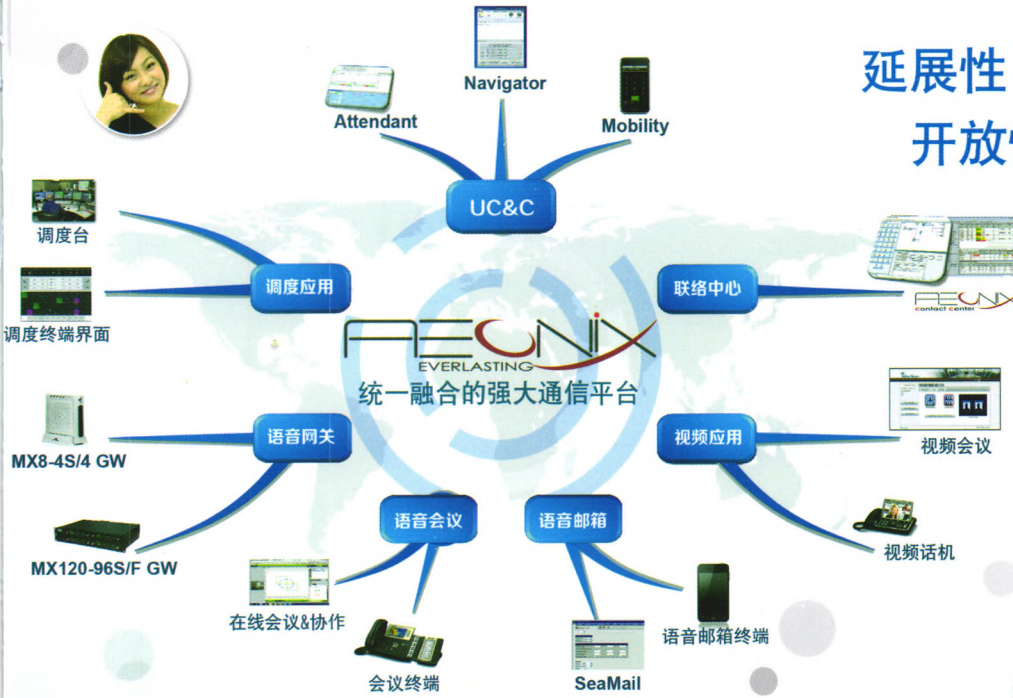 延展性
开放
Navigator
Attendant
Mobility
UC&C
调度台
调度应用
联络中心
调度终端界面
AEONIX
contact center
AEONIX
EVERLASTING
统一融合的强大通信平台
语音网关
视频应用
视频会议
MX8-4S/4 GW
语音会议
语音邮箱
视频话机
MX120-96S/F GW
在线会议&协作
语音邮箱终端
会议终端
SeaMail